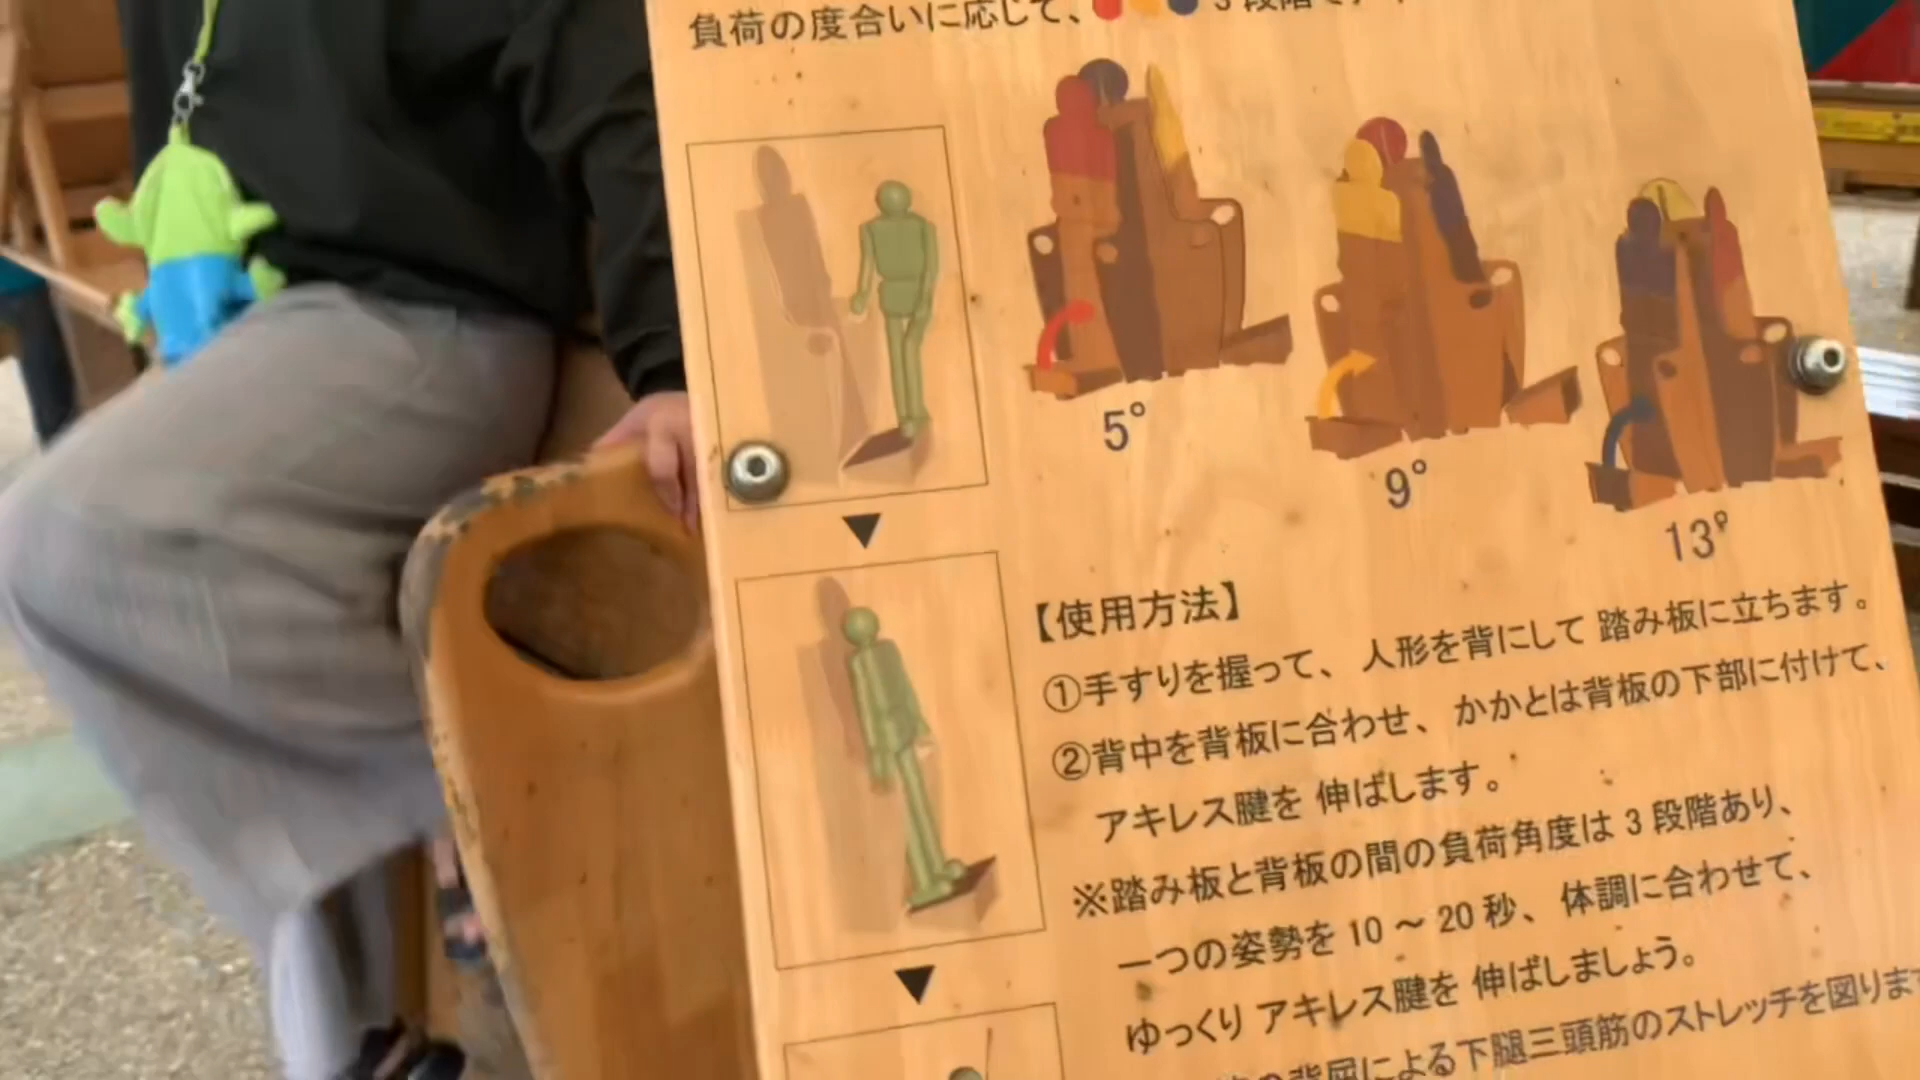 負荷の度合いに応じて、
5°
9°
13°
【使用方法】
①手すりを握って、人形を背にして 踏み板に立ちます。
②背中を背板に合わせ、かかとは背板の下部に付けて、
アキレス腱を 伸ばします。
※踏み板と背板の間の負荷角度は 3 段階あり、
一つの姿勢を 10 ~ 20 秒、体調に合わせて、
ゆっくり アキレス腱を 伸ばしましょう。
背屈による下腿三頭筋のストレッチを図ります